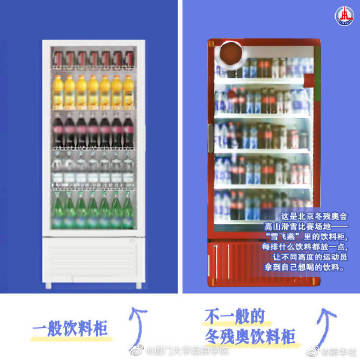 这是北京冬残奥会
高山滑雪比赛场地——
“雪飞燕”里的饮料柜，
每排什么饮料都放一点，
让不同高度的运动员
拿到自己想喝的饮料。
一般饮料柜
不一般的
冬残奥饮料柜